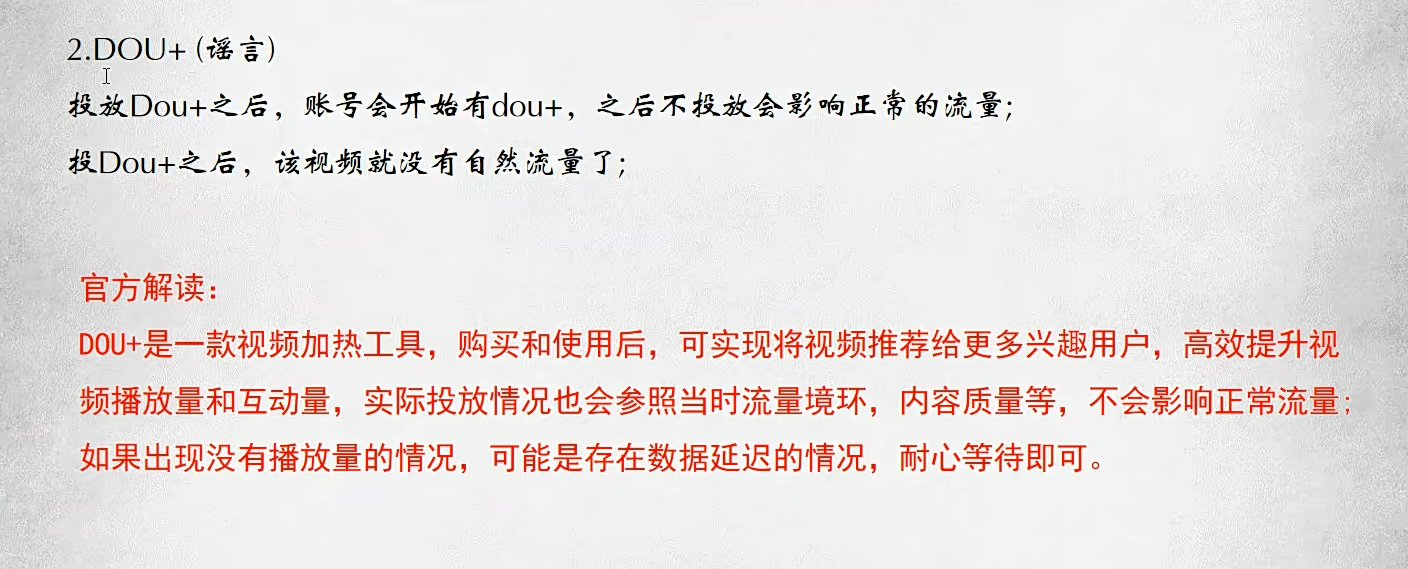 2.DOU+ (谣言)
投放Dou+之后，账号会开始有dou+，之后不投放会影响正常的流量；
投Dou+之后，该视频就没有自然流量了；
官方解读：
DOU+是一款视频加热工具，购买和使用后，可实现将视频推荐给更多兴趣用户，高效提升视
频播放量和互动量，实际投放情况也会参照当时流量境环，内容质量等，不会影响正常流量；
如果出现没有播放量的情况，可能是存在数据延迟的情况，耐心等待即可。